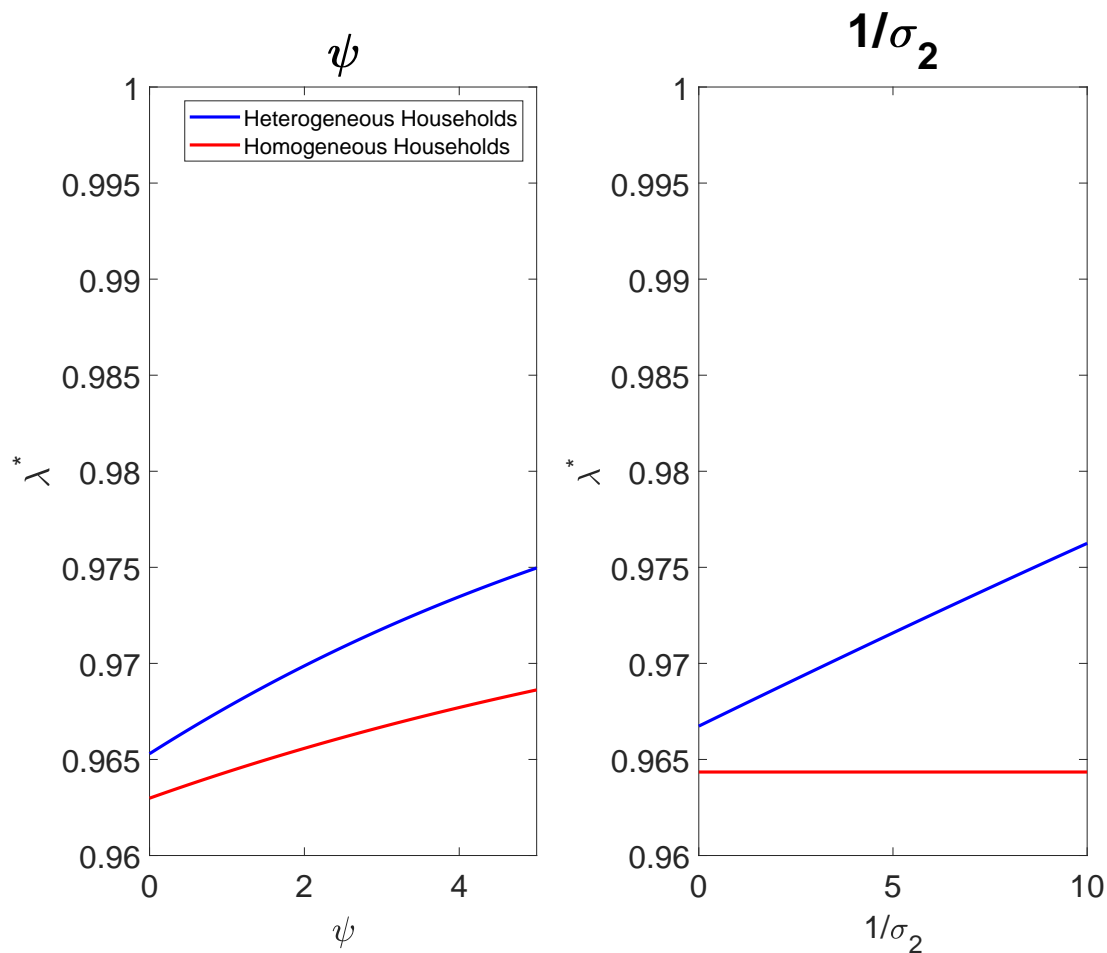 ψ
1
0.995
0.99
0.985
0.98
0.975
0.97
0.965
0.96
0 2 4
λ*
ψ
Heterogeneous Households
Homogeneous Households
1/σ₂
1
0.995
0.99
0.985
0.98
0.975
0.97
0.965
0.96
0 5 10
λ*
1/σ₂